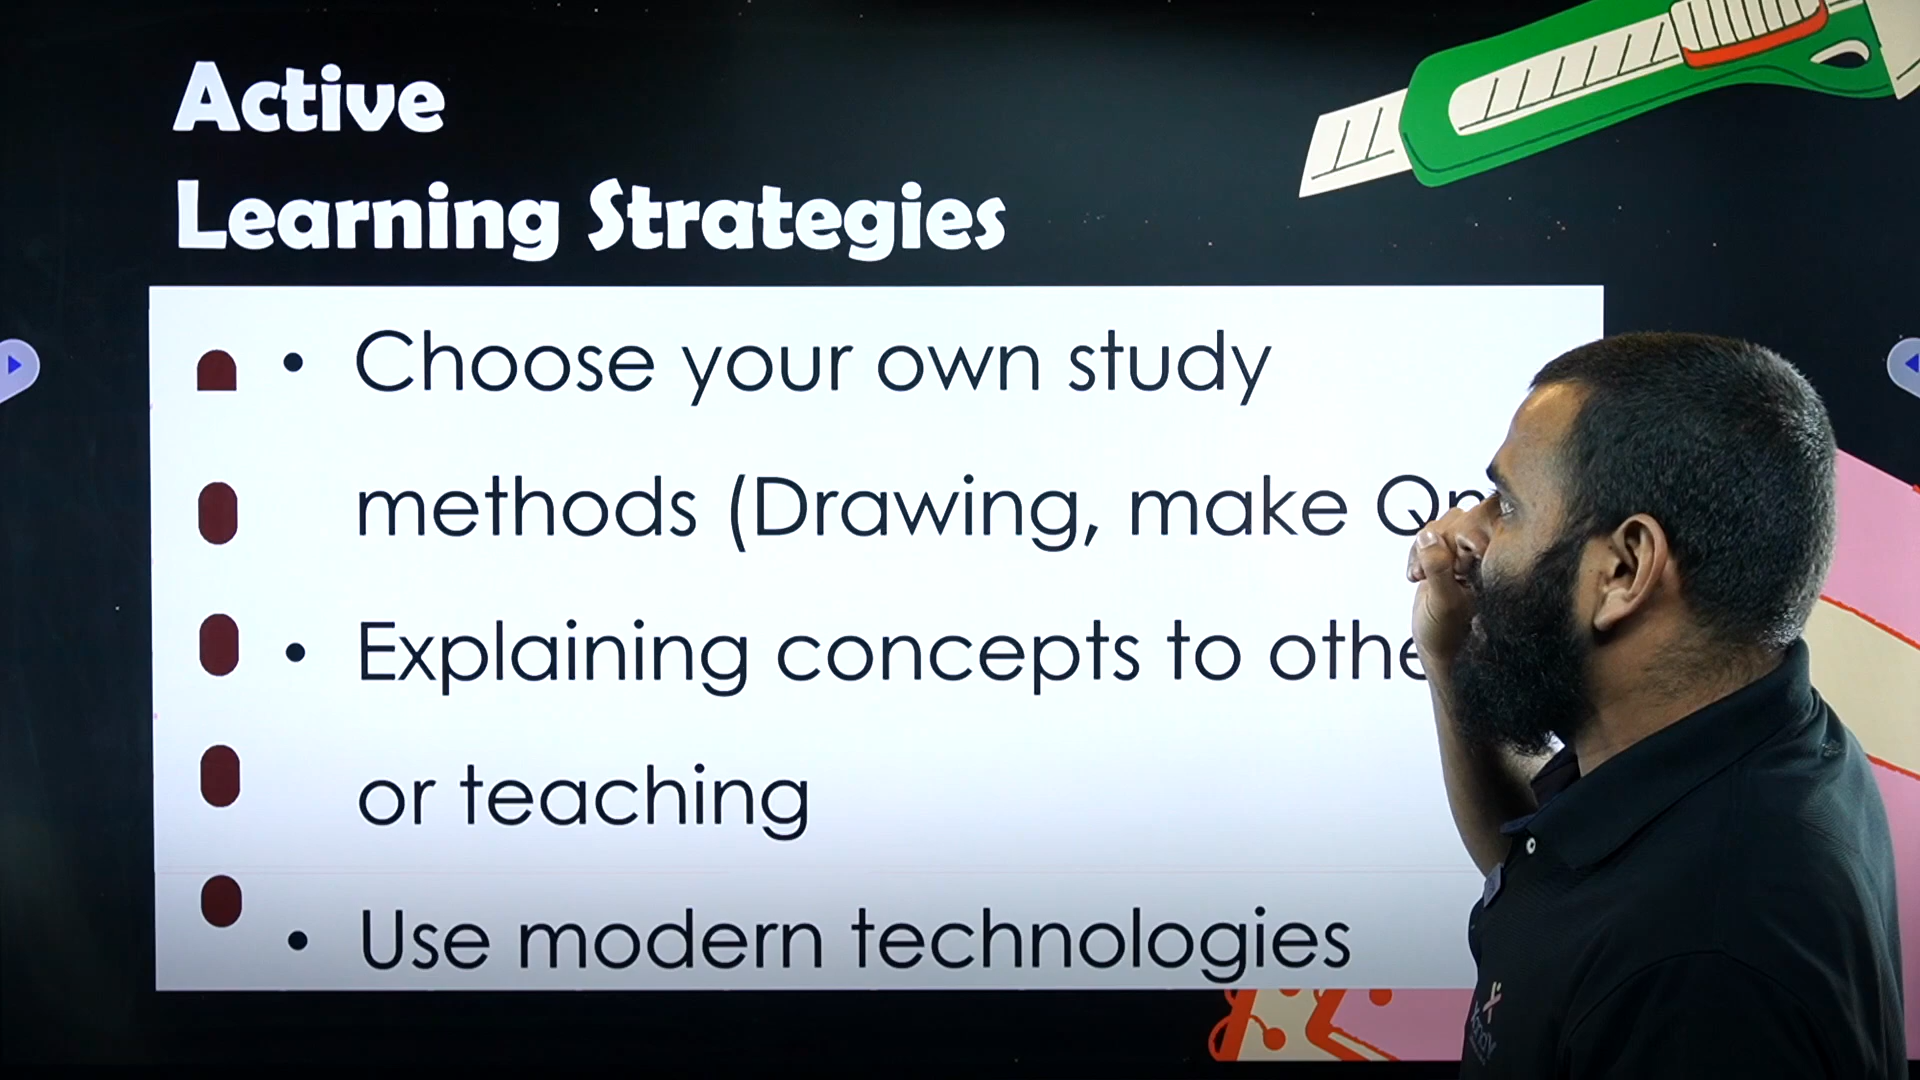 Active
Learning Strategies
• Choose your own study
methods (Drawing, make
• Explaining concepts to
or teaching
• Use modern technologies